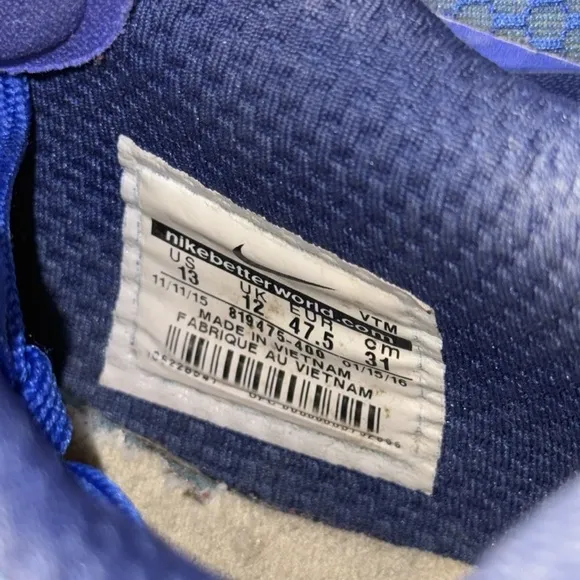 nikebetterworld.com
US UK EUR cm VTM
13 12 47.5 31
11/11/15 819475-400 01/15/16
MADE IN VIETNAM
FABRIQUE AU VIETNAM